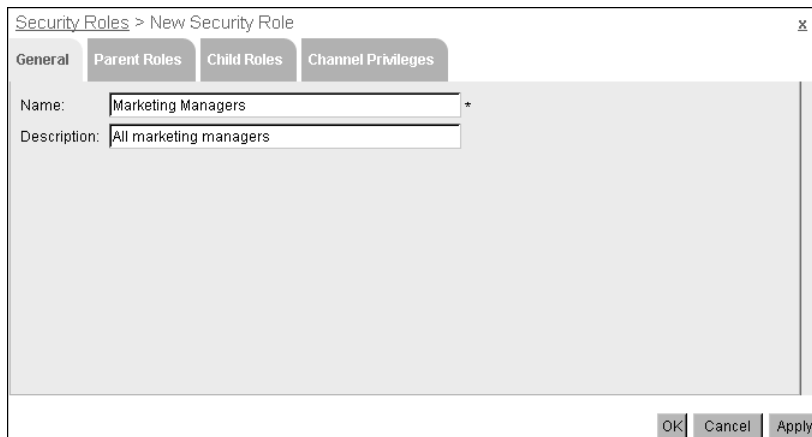 Security Roles > New Security Role x
General Parent Roles Child Roles Channel Privileges
Name: Marketing Managers *
Description: All marketing managers
OK Cancel Apply